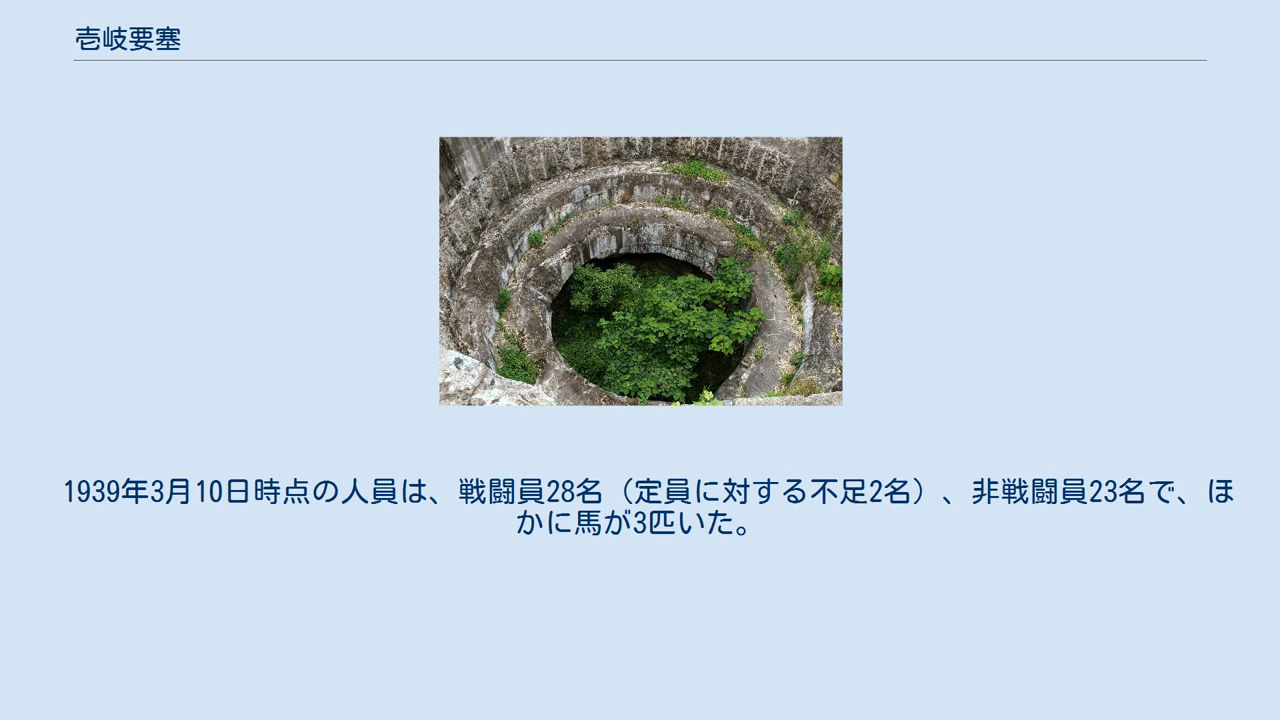 壱岐要塞
1939年3月10日時点の人員は、戦闘員28名（定員に対する不足2名）、非戦闘員23名で、ほ
かに馬が3匹いた。